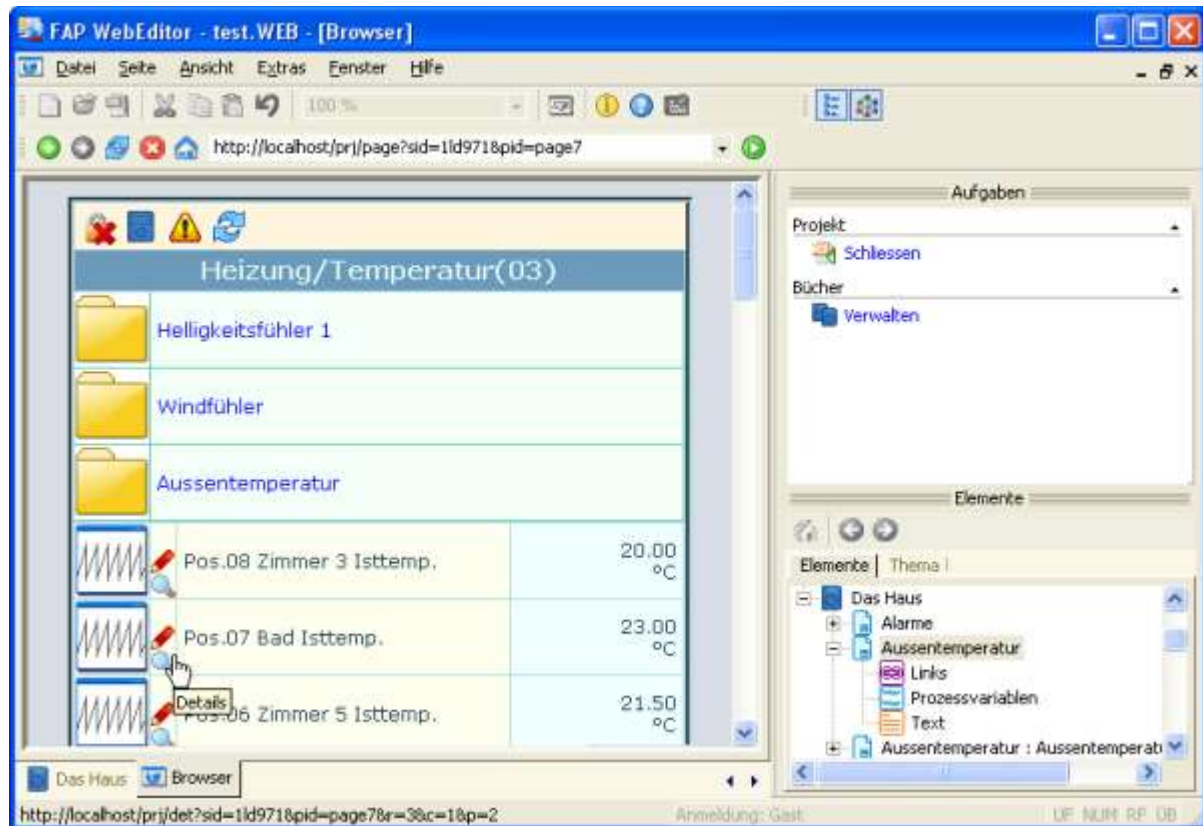 FAP WebEditor - test.WEB - [Browser]
Datei Seite Ansicht Extras Fenster Hilfe
100 %
http://localhost/prj/page?sid=1ld971&pid=page7
Heizung/Temperatur(03)
Helligkeitsfühler 1
Windfühler
Aussentemperatur
Pos.08 Zimmer 3 Isttemp.
20.00
°C
Pos.07 Bad Isttemp.
23.00
°C
Details
Pos.06 Zimmer 5 Isttemp.
21.50
°C
Das Haus Browser
Aufgaben
Projekt
Schliessen
Bücher
Verwalten
Elemente
Elemente Thema
Das Haus
Alarme
Aussentemperatur
Links
Prozessvariablen
Text
Aussentemperatur : Aussentemperat
http://localhost/prj/det?sid=1ld971&pid=page7&r=3&c=1&p=2
Anmeldung: Gast
UF NUM RF ÜB